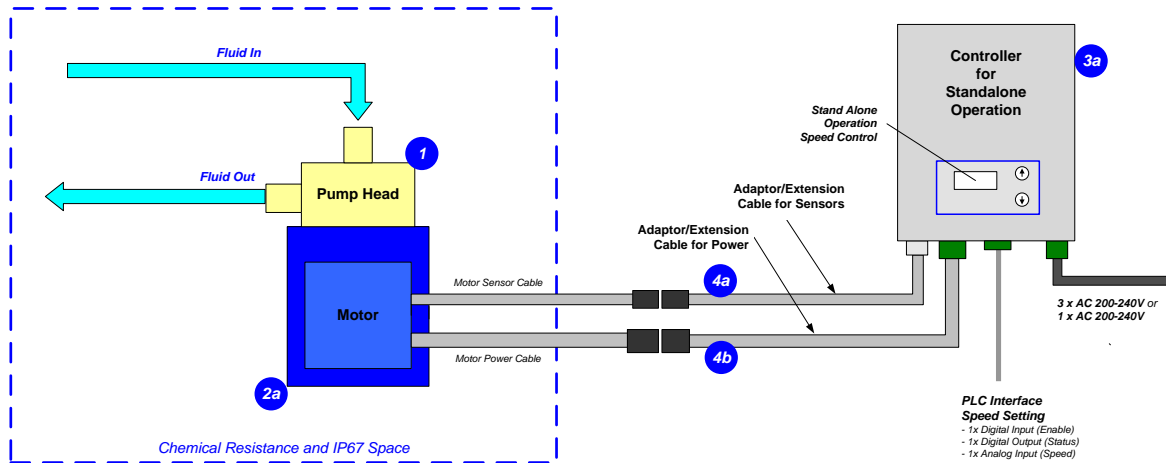 Fluid In
Fluid Out
1
Pump Head
Motor
2a
Motor Sensor Cable
Motor Power Cable
Chemical Resistance and IP67 Space
Adaptor/Extension
Cable for Sensors
Adaptor/Extension
Cable for Power
4a
4b
Controller
for
Standalone
Operation
3a
Stand Alone
Operation
Speed Control
3 x AC 200-240V or
1 x AC 200-240V
PLC Interface
Speed Setting
- 1x Digital Input (Enable)
- 1x Digital Output (Status)
- 1x Analog Input (Speed)